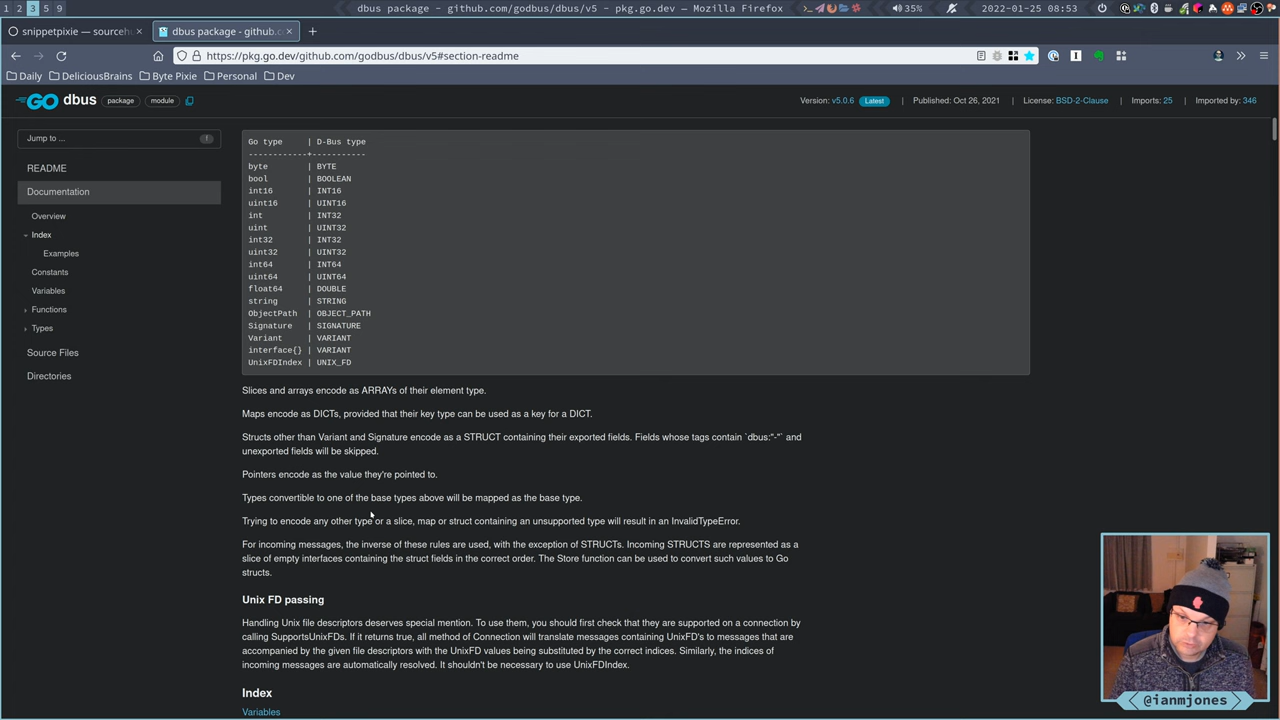 1 2 3 5 9
dbus package - github.com/godbus/dbus/v5 - pkg.go.dev — Mozilla Firefox
35%
2022-01-25 08:53
snippetpixie — sourcehu
dbus package - github.c
https://pkg.go.dev/github.com/godbus/dbus/v5#section-readme
Daily
DeliciousBrains
Byte Pixie
Personal
Dev
GO dbus package module
Version: v5.0.6 Latest | Published: Oct 26, 2021 | License: BSD-2-Clause | Imports: 25 | Imported by: 346
Jump to ... f
README
Documentation
Overview
Index
Examples
Constants
Variables
Functions
Types
Source Files
Directories
Go type | D-Bus type
------------+-----------
byte | BYTE
bool | BOOLEAN
int16 | INT16
uint16 | UINT16
int | INT32
uint | UINT32
int32 | INT32
uint32 | UINT32
int64 | INT64
uint64 | UINT64
float64 | DOUBLE
string | STRING
ObjectPath | OBJECT_PATH
Signature | SIGNATURE
Variant | VARIANT
interface{} | VARIANT
UnixFDIndex | UNIX_FD
Slices and arrays encode as ARRAYs of their element type.
Maps encode as DICTs, provided that their key type can be used as a key for a DICT.
Structs other than Variant and Signature encode as a STRUCT containing their exported fields. Fields whose tags contain `dbus:"-"` and
unexported fields will be skipped.
Pointers encode as the value they're pointed to.
Types convertible to one of the base types above will be mapped as the base type.
Trying to encode any other type or a slice, map or struct containing an unsupported type will result in an InvalidTypeError.
For incoming messages, the inverse of these rules are used, with the exception of STRUCTs. Incoming STRUCTS are represented as a
slice of empty interfaces containing the struct fields in the correct order. The Store function can be used to convert such values to Go
structs.
Unix FD passing
Handling Unix file descriptors deserves special mention. To use them, you should first check that they are supported on a connection by
calling SupportsUnixFDs. If it returns true, all method of Connection will translate messages containing UnixFD's to messages that are
accompanied by the given file descriptors with the UnixFD values being substituted by the correct indices. Similarly, the indices of
incoming messages are automatically resolved. It shouldn't be necessary to use UnixFDIndex.
Index
Variables
@ianmjones